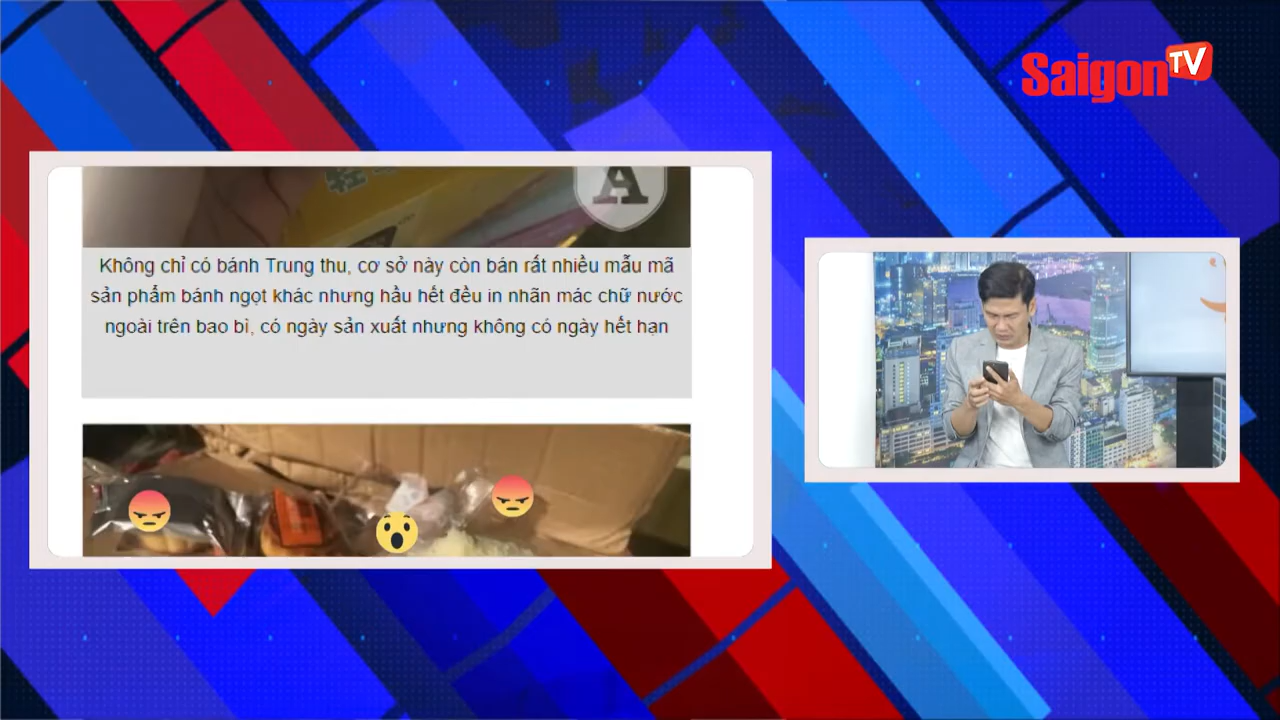 Saigon TV
A
Không chỉ có bánh Trung thu, cơ sở này còn bán rất nhiều mẫu mã
sản phẩm bánh ngọt khác nhưng hầu hết đều in nhãn mác chữ nước
ngoài trên bao bì, có ngày sản xuất nhưng không có ngày hết hạn